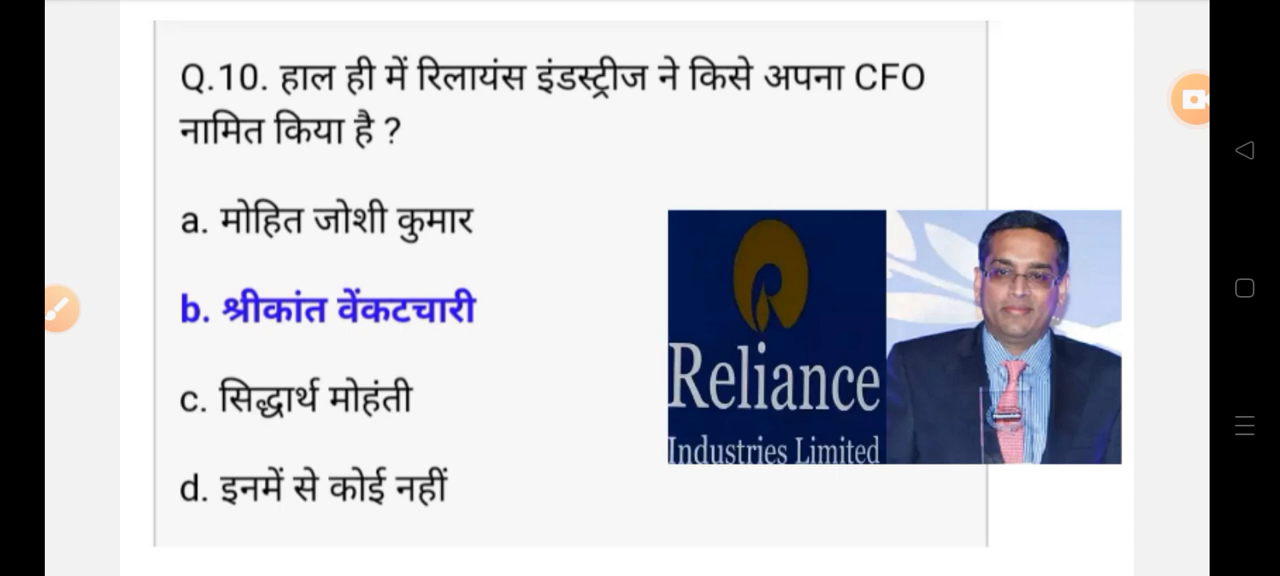 Q.10. हाल ही में रिलायंस इंडस्ट्रीज ने किसे अपना CFO
नामित किया है ?
a. मोहित जोशी कुमार
b. श्रीकांत वेंकटचारी
c. सिद्धार्थ मोहंती
d. इनमें से कोई नहीं
Reliance
Industries Limited